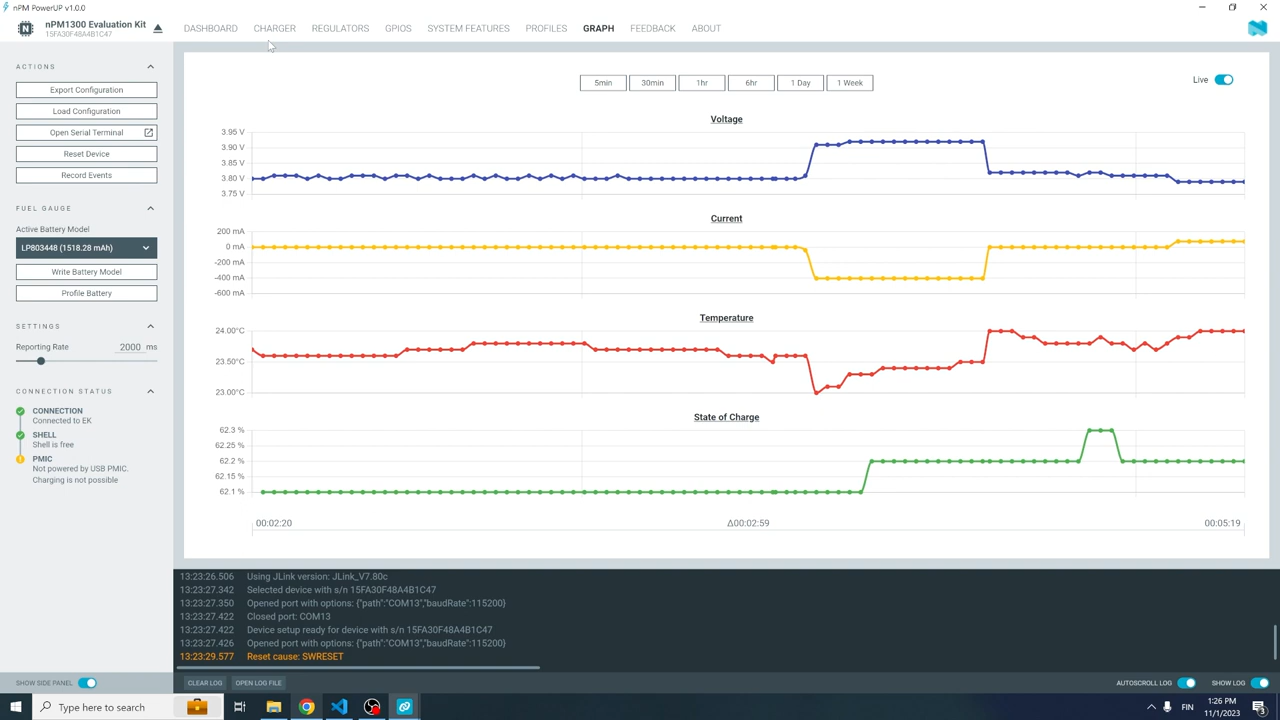 nPM PowerUP v1.0.0
nPM1300 Evaluation Kit
15FA30F48A4B1C47
DASHBOARD CHARGER REGULATORS GPIOS SYSTEM FEATURES PROFILES GRAPH FEEDBACK ABOUT
ACTIONS
Export Configuration
Load Configuration
Open Serial Terminal
Reset Device
Record Events
FUEL GAUGE
Active Battery Model
LP803448 (1518.28 mAh)
Write Battery Model
Profile Battery
SETTINGS
Reporting Rate 2000 ms
CONNECTION STATUS
CONNECTION
Connected to EK
SHELL
Shell is free
PMIC
Not powered by USB PMIC.
Charging is not possible
SHOW SIDE PANEL
5min 30min 1hr 6hr 1 Day 1 Week
Live
Voltage
3.95 V
3.90 V
3.85 V
3.80 V
3.75 V
Current
200 mA
0 mA
-200 mA
-400 mA
-600 mA
Temperature
24.00°C
23.50°C
23.00°C
State of Charge
62.3 %
62.25 %
62.2 %
62.15 %
62.1 %
00:02:20 Δ00:02:59 00:05:19
13:23:26.506 Using JLink version: JLink_V7.80c
13:23:27.342 Selected device with s/n 15FA30F48A4B1C47
13:23:27.350 Opened port with options: {"path":"COM13","baudRate":115200}
13:23:27.422 Closed port: COM13
13:23:27.422 Device setup ready for device with s/n 15FA30F48A4B1C47
13:23:27.426 Opened port with options: {"path":"COM13","baudRate":115200}
13:23:29.577 Reset cause: SWRESET
CLEAR LOG OPEN LOG FILE AUTOSCROLL LOG SHOW LOG
Type here to search
FIN
1:26 PM
11/1/2023
3